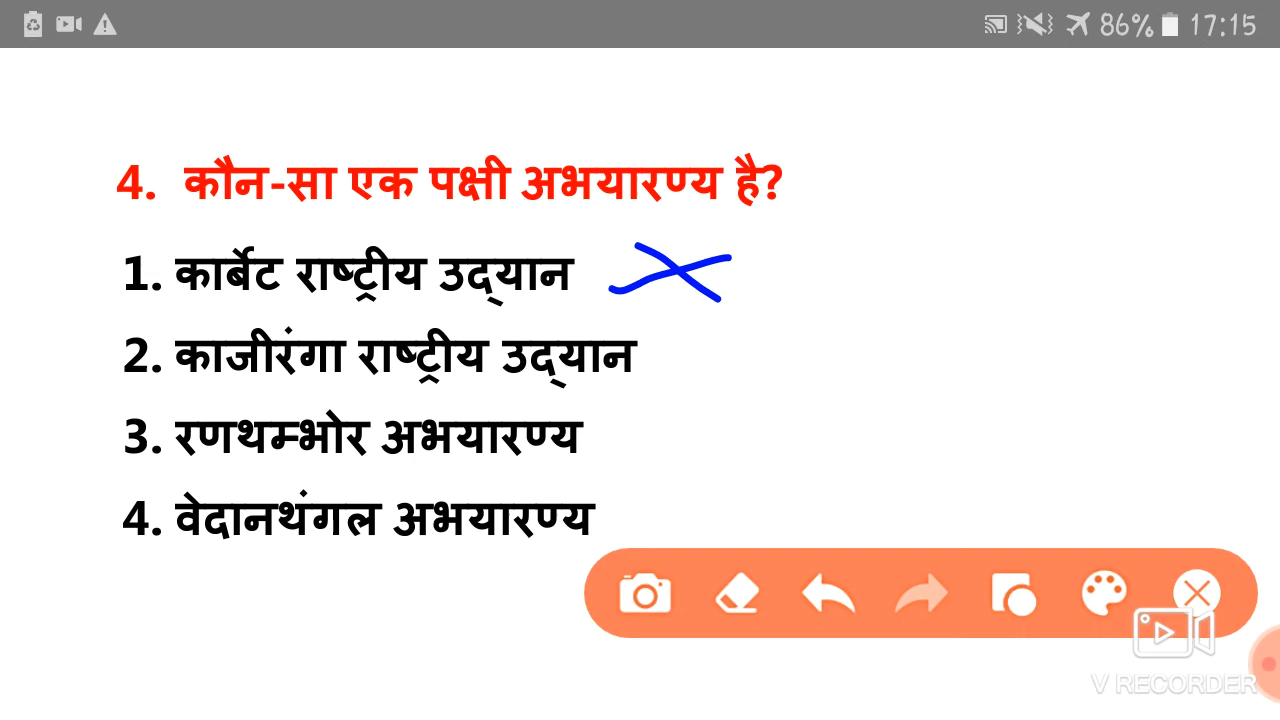 86% 17:15
4. कौन-सा एक पक्षी अभयारण्य है?
1. कार्बेट राष्ट्रीय उद्यान
2. काजीरंगा राष्ट्रीय उद्यान
3. रणथम्भोर अभयारण्य
4. वेदानथंगल अभयारण्य
V RECORDER